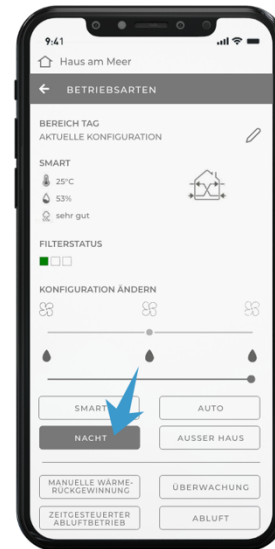 9:41
Haus am Meer
BETRIEBSARTEN
BEREICH TAG
AKTUELLE KONFIGURATION
SMART
25°C
53%
sehr gut
FILTERSTATUS
KONFIGURATION ÄNDERN
SMART
AUTO
NACHT
AUSSER HAUS
MANUELLE WÄRME-
RÜCKGEWINNUNG
ÜBERWACHUNG
ZEITGESTEUERTER
ABLUFTBETRIEB
ABLUFT